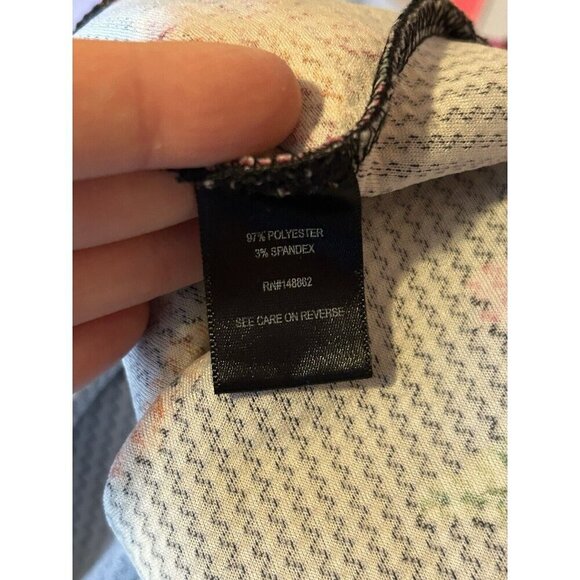 97% POLYESTER
3% SPANDEX
RN#148862
SEE CARE ON REVERSE